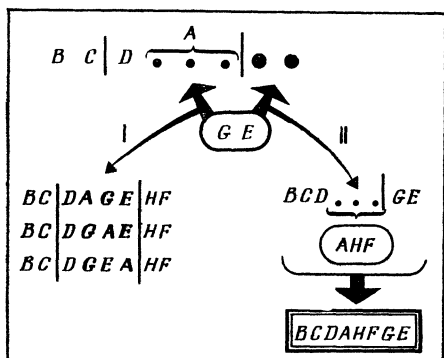 A
B C | D • • • | ● ●
G E
I
II
BC | DAGE | HF
BC | DGAE | HF
BC | DGEA | HF
BCD . . . | GE
AHF
BCDAHFGE